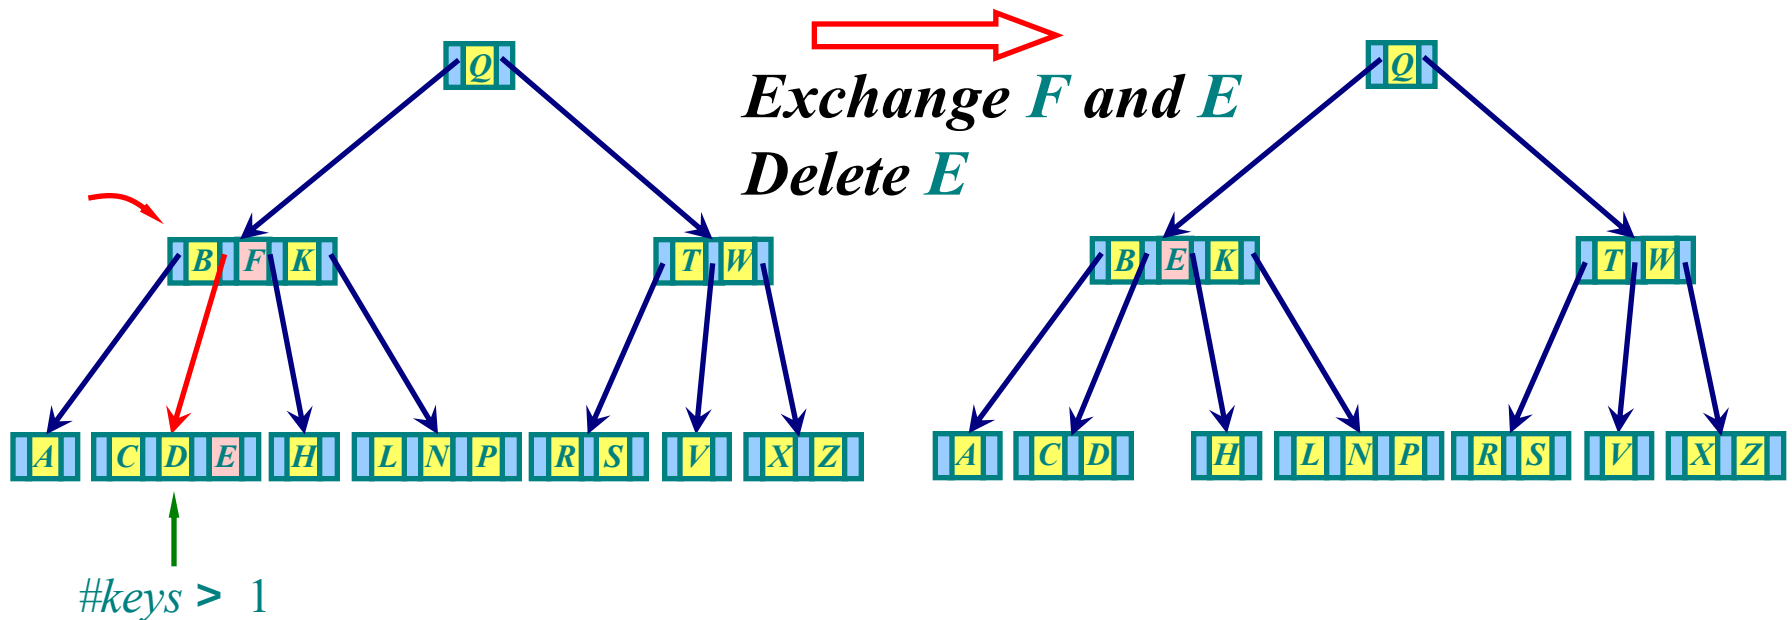 Q Q
Exchange F and E
Delete E
B F K T W B E K T W
A C D E H L N P R S V X Z A C D H L N P R S V X Z
#keys > 1